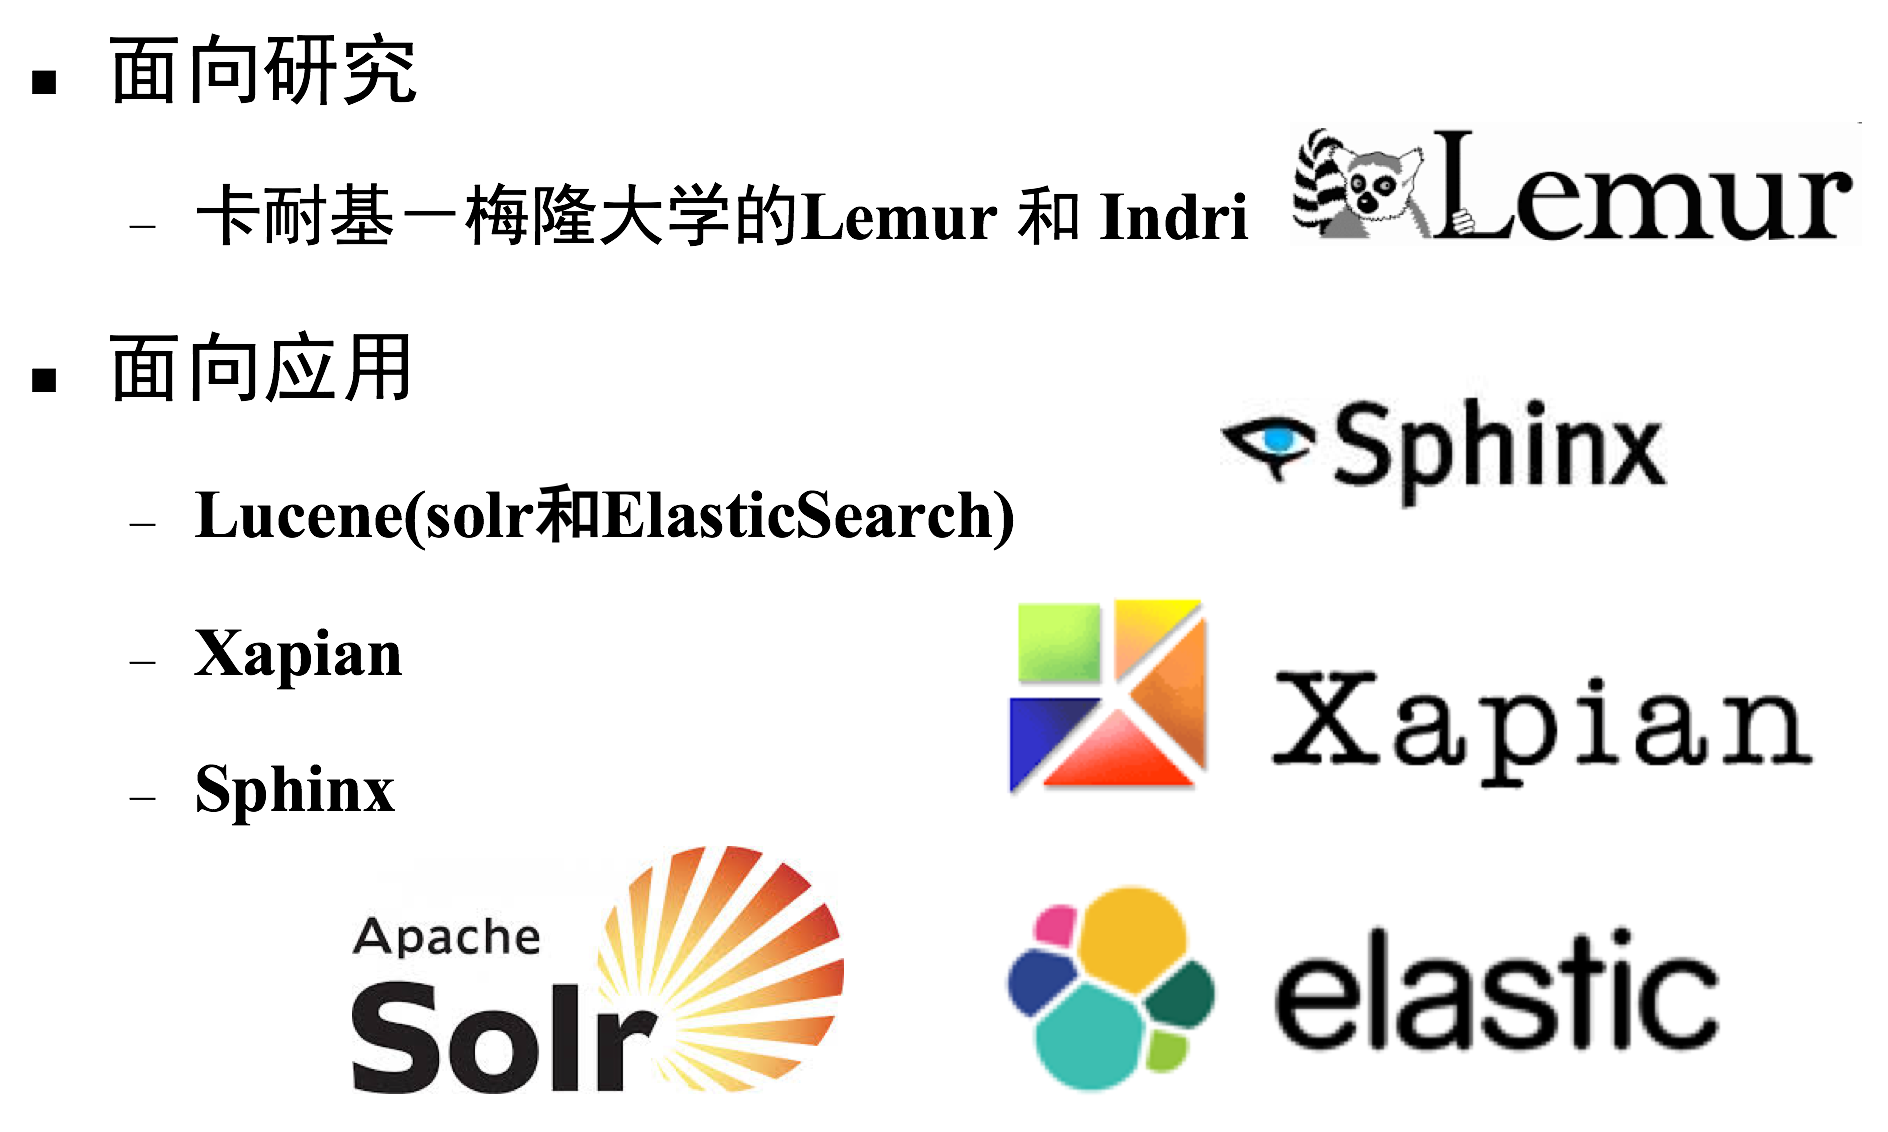 ■ 面向研究
– 卡耐基－梅隆大学的Lemur 和 Indri
Lemur
■ 面向应用
Sphinx
– Lucene(solr和ElasticSearch)
– Xapian
Xapian
– Sphinx
Apache
Solr
elastic